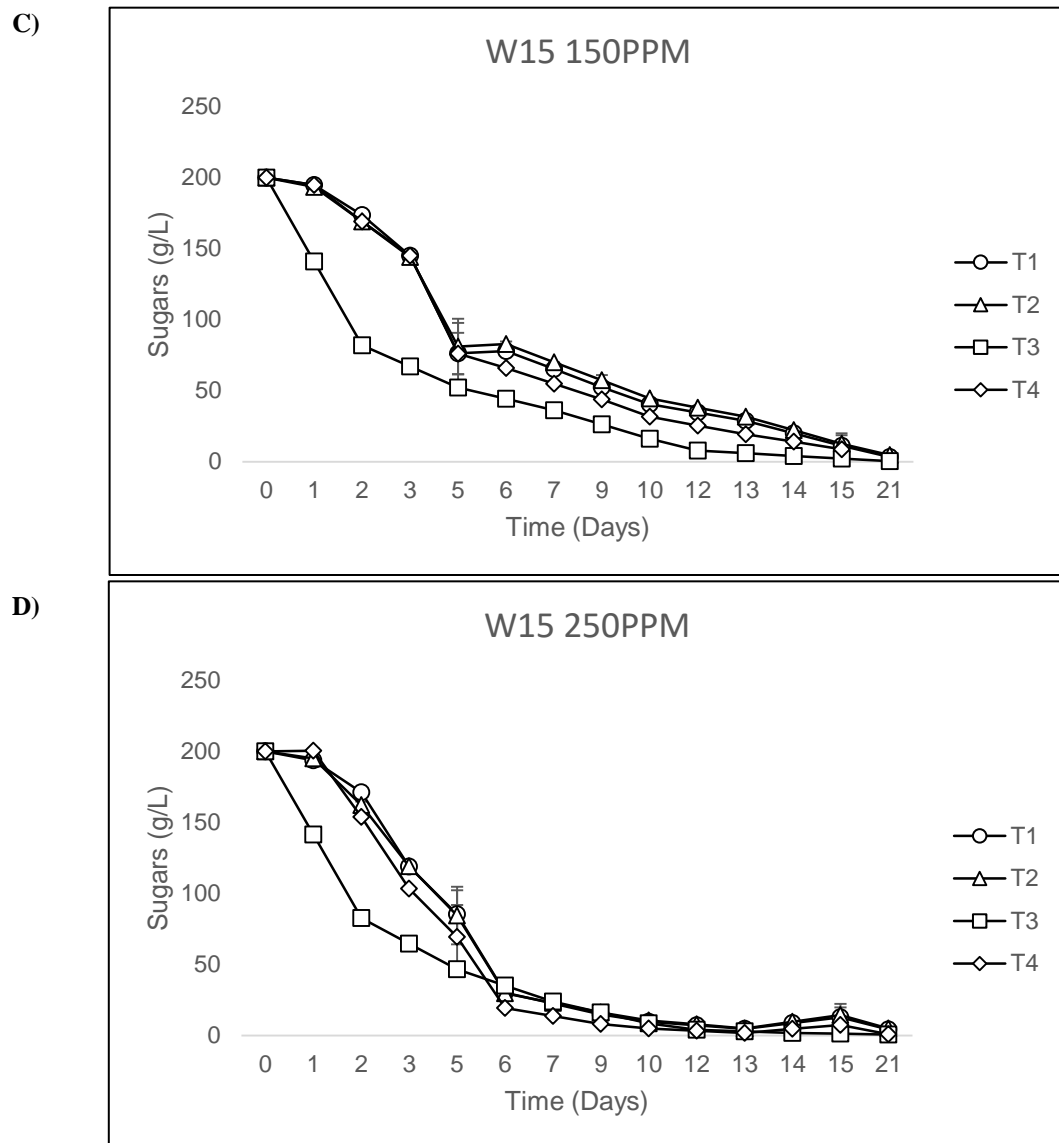 C)
W15 150PPM
250
200
150
100
50
0
Sugars (g/L)
0 1 2 3 5 6 7 9 10 12 13 14 15 21
Time (Days)
T1
T2
T3
T4
D)
W15 250PPM
250
200
150
100
50
0
Sugars (g/L)
0 1 2 3 5 6 7 9 10 12 13 14 15 21
Time (Days)
T1
T2
T3
T4